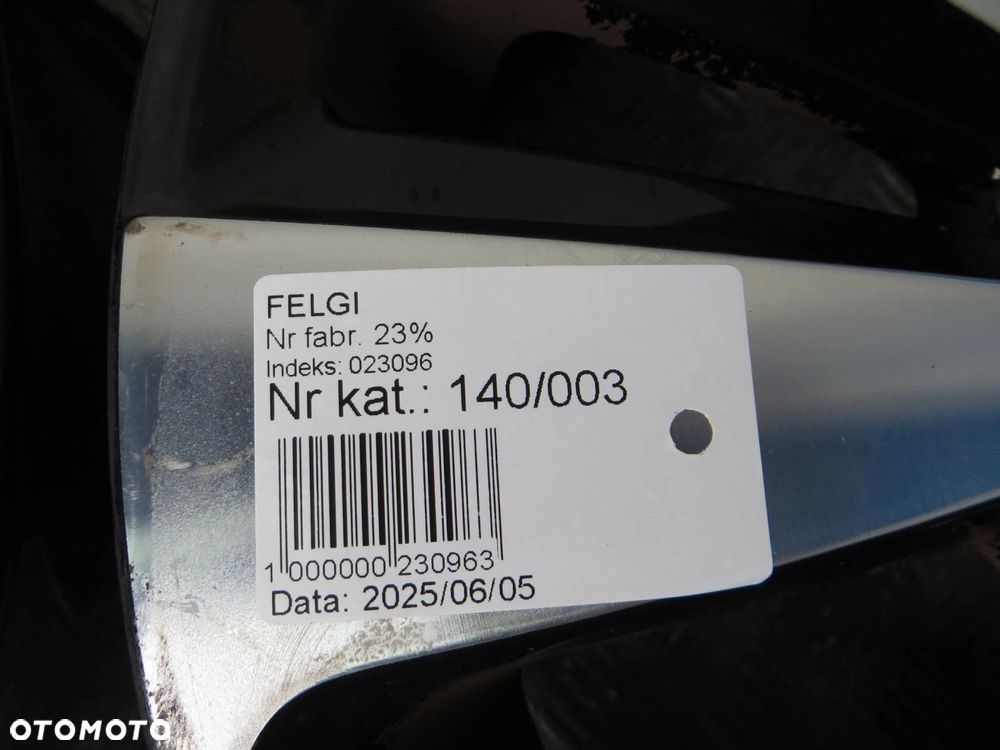 FELGI
Nr fabr. 23%
Indeks: 023096
Nr kat.: 140/003
1 000000 230963
Data: 2025/06/05
OTOMOTO